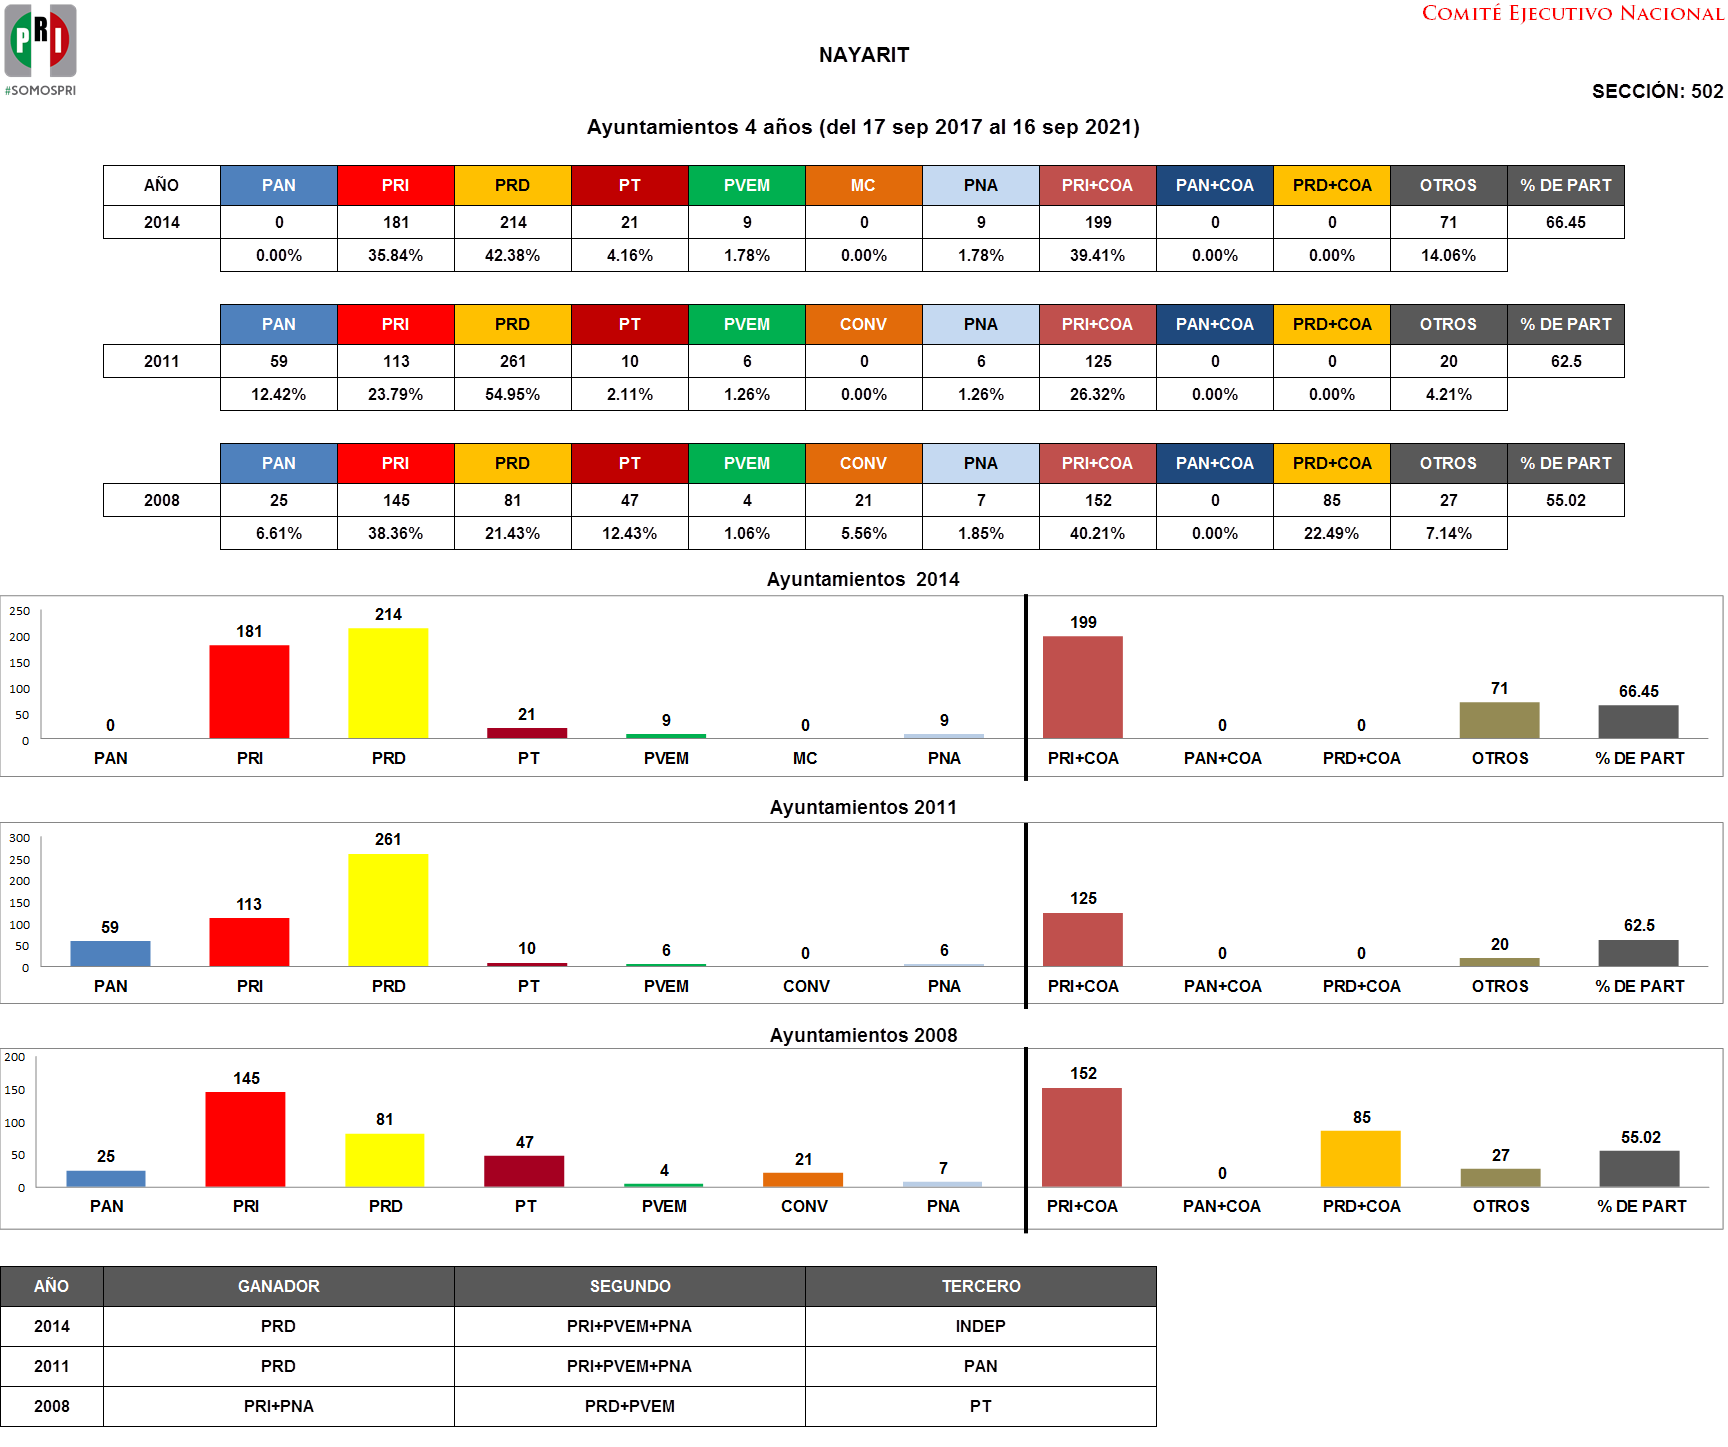 PRI
#SOMOSPRI
COMITÉ EJECUTIVO NACIONAL
NAYARIT
SECCIÓN: 502
Ayuntamientos 4 años (del 17 sep 2017 al 16 sep 2021)
AÑO PAN PRI PRD PT PVEM MC PNA PRI+COA PAN+COA PRD+COA OTROS % DE PART
2014 0 181 214 21 9 0 9 199 0 0 71 66.45
0.00% 35.84% 42.38% 4.16% 1.78% 0.00% 1.78% 39.41% 0.00% 0.00% 14.06%
PAN PRI PRD PT PVEM CONV PNA PRI+COA PAN+COA PRD+COA OTROS % DE PART
2011 59 113 261 10 6 0 6 125 0 0 20 62.5
12.42% 23.79% 54.95% 2.11% 1.26% 0.00% 1.26% 26.32% 0.00% 0.00% 4.21%
PAN PRI PRD PT PVEM CONV PNA PRI+COA PAN+COA PRD+COA OTROS % DE PART
2008 25 145 81 47 4 21 7 152 0 85 27 55.02
6.61% 38.36% 21.43% 12.43% 1.06% 5.56% 1.85% 40.21% 0.00% 22.49% 7.14%
Ayuntamientos 2014
250
200
150
100
50
0
0 181 214 21 9 0 9 199 0 0 71 66.45
PAN PRI PRD PT PVEM MC PNA PRI+COA PAN+COA PRD+COA OTROS % DE PART
Ayuntamientos 2011
300
250
200
150
100
50
0
59 113 261 10 6 0 6 125 0 0 20 62.5
PAN PRI PRD PT PVEM CONV PNA PRI+COA PAN+COA PRD+COA OTROS % DE PART
Ayuntamientos 2008
200
150
100
50
0
25 145 81 47 4 21 7 152 0 85 27 55.02
PAN PRI PRD PT PVEM CONV PNA PRI+COA PAN+COA PRD+COA OTROS % DE PART
AÑO GANADOR SEGUNDO TERCERO
2014 PRD PRI+PVEM+PNA INDEP
2011 PRD PRI+PVEM+PNA PAN
2008 PRI+PNA PRD+PVEM PT